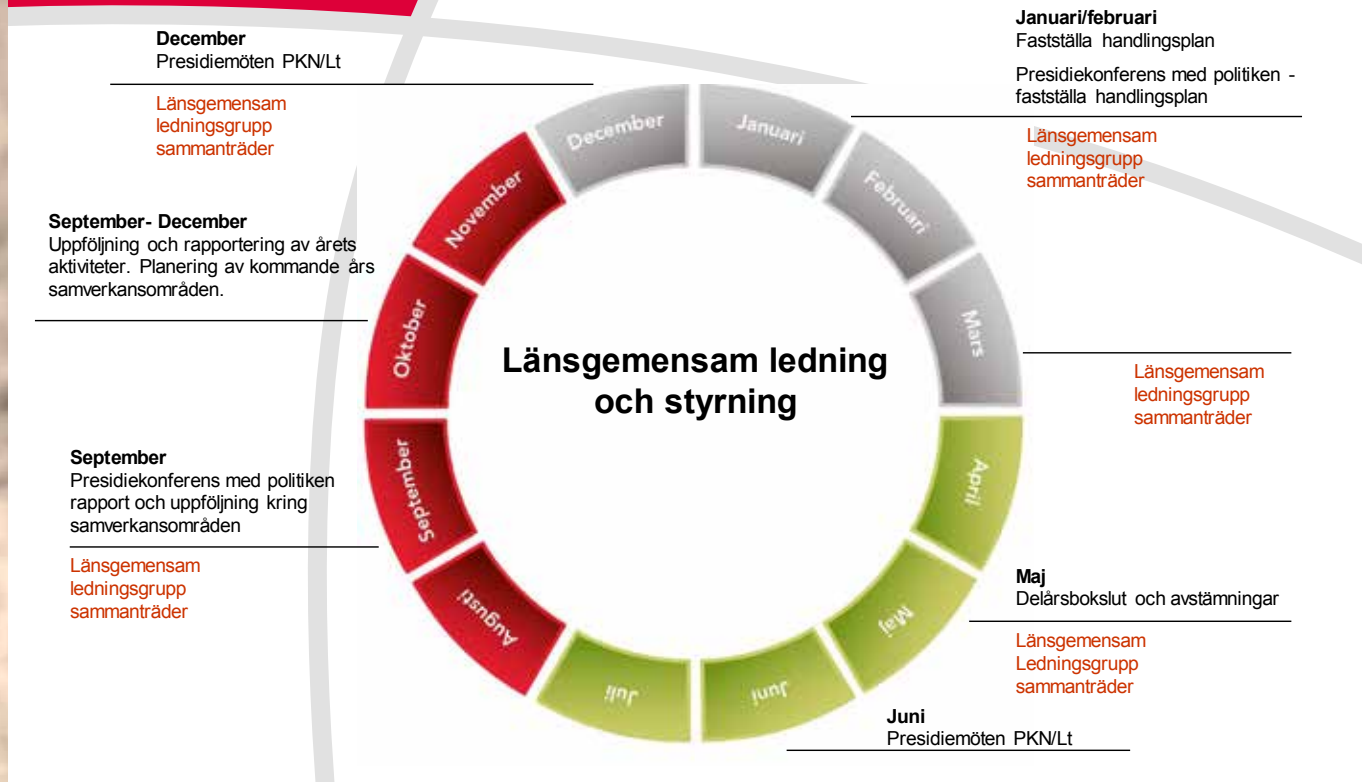 Januari/februari
Fastställa handlingsplan
Presidiekonferens med politiken -
fastställa handlingsplan
Länsgemensam
ledningsgrupp
sammanträder
December
Presidiemöten PKN/Lt
Länsgemensam
ledningsgrupp
sammanträder
September- December
Uppföljning och rapportering av årets
aktiviteter. Planering av kommande års
samverkansområden.
September
Presidiekonferens med politiken
rapport och uppföljning kring
samverkansområden
Länsgemensam
ledningsgrupp
sammanträder
Länsgemensam ledning
och styrning
Januari
Februari
Mars
April
Maj
Juni
Juli
Augusti
September
Oktober
November
December
Länsgemensam
ledningsgrupp
sammanträder
Maj
Delårsbokslut och avstämningar
Länsgemensam
Ledningsgrupp
sammanträder
Juni
Presidiemöten PKN/Lt